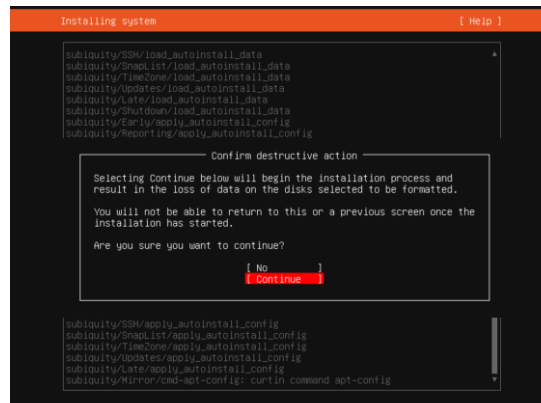 Installing system [ Help ]
subiquity/SSH/load_autoinstall_data
subiquity/SnapList/load_autoinstall_data
subiquity/TimeZone/load_autoinstall_data
subiquity/Updates/load_autoinstall_data
subiquity/Late/load_autoinstall_data
subiquity/Shutdown/load_autoinstall_data
subiquity/Early/apply_autoinstall_config
subiquity/Reporting/apply_autoinstall_config
Confirm destructive action
Selecting Continue below will begin the installation process and
result in the loss of data on the disks selected to be formatted.
You will not be able to return to this or a previous screen once the
installation has started.
Are you sure you want to continue?
[ No ]
[ Continue ]
subiquity/SSH/apply_autoinstall_config
subiquity/SnapList/apply_autoinstall_config
subiquity/TimeZone/apply_autoinstall_config
subiquity/Updates/apply_autoinstall_config
subiquity/Late/apply_autoinstall_config
subiquity/Mirror/cmd-apt-config: curtin command apt-config